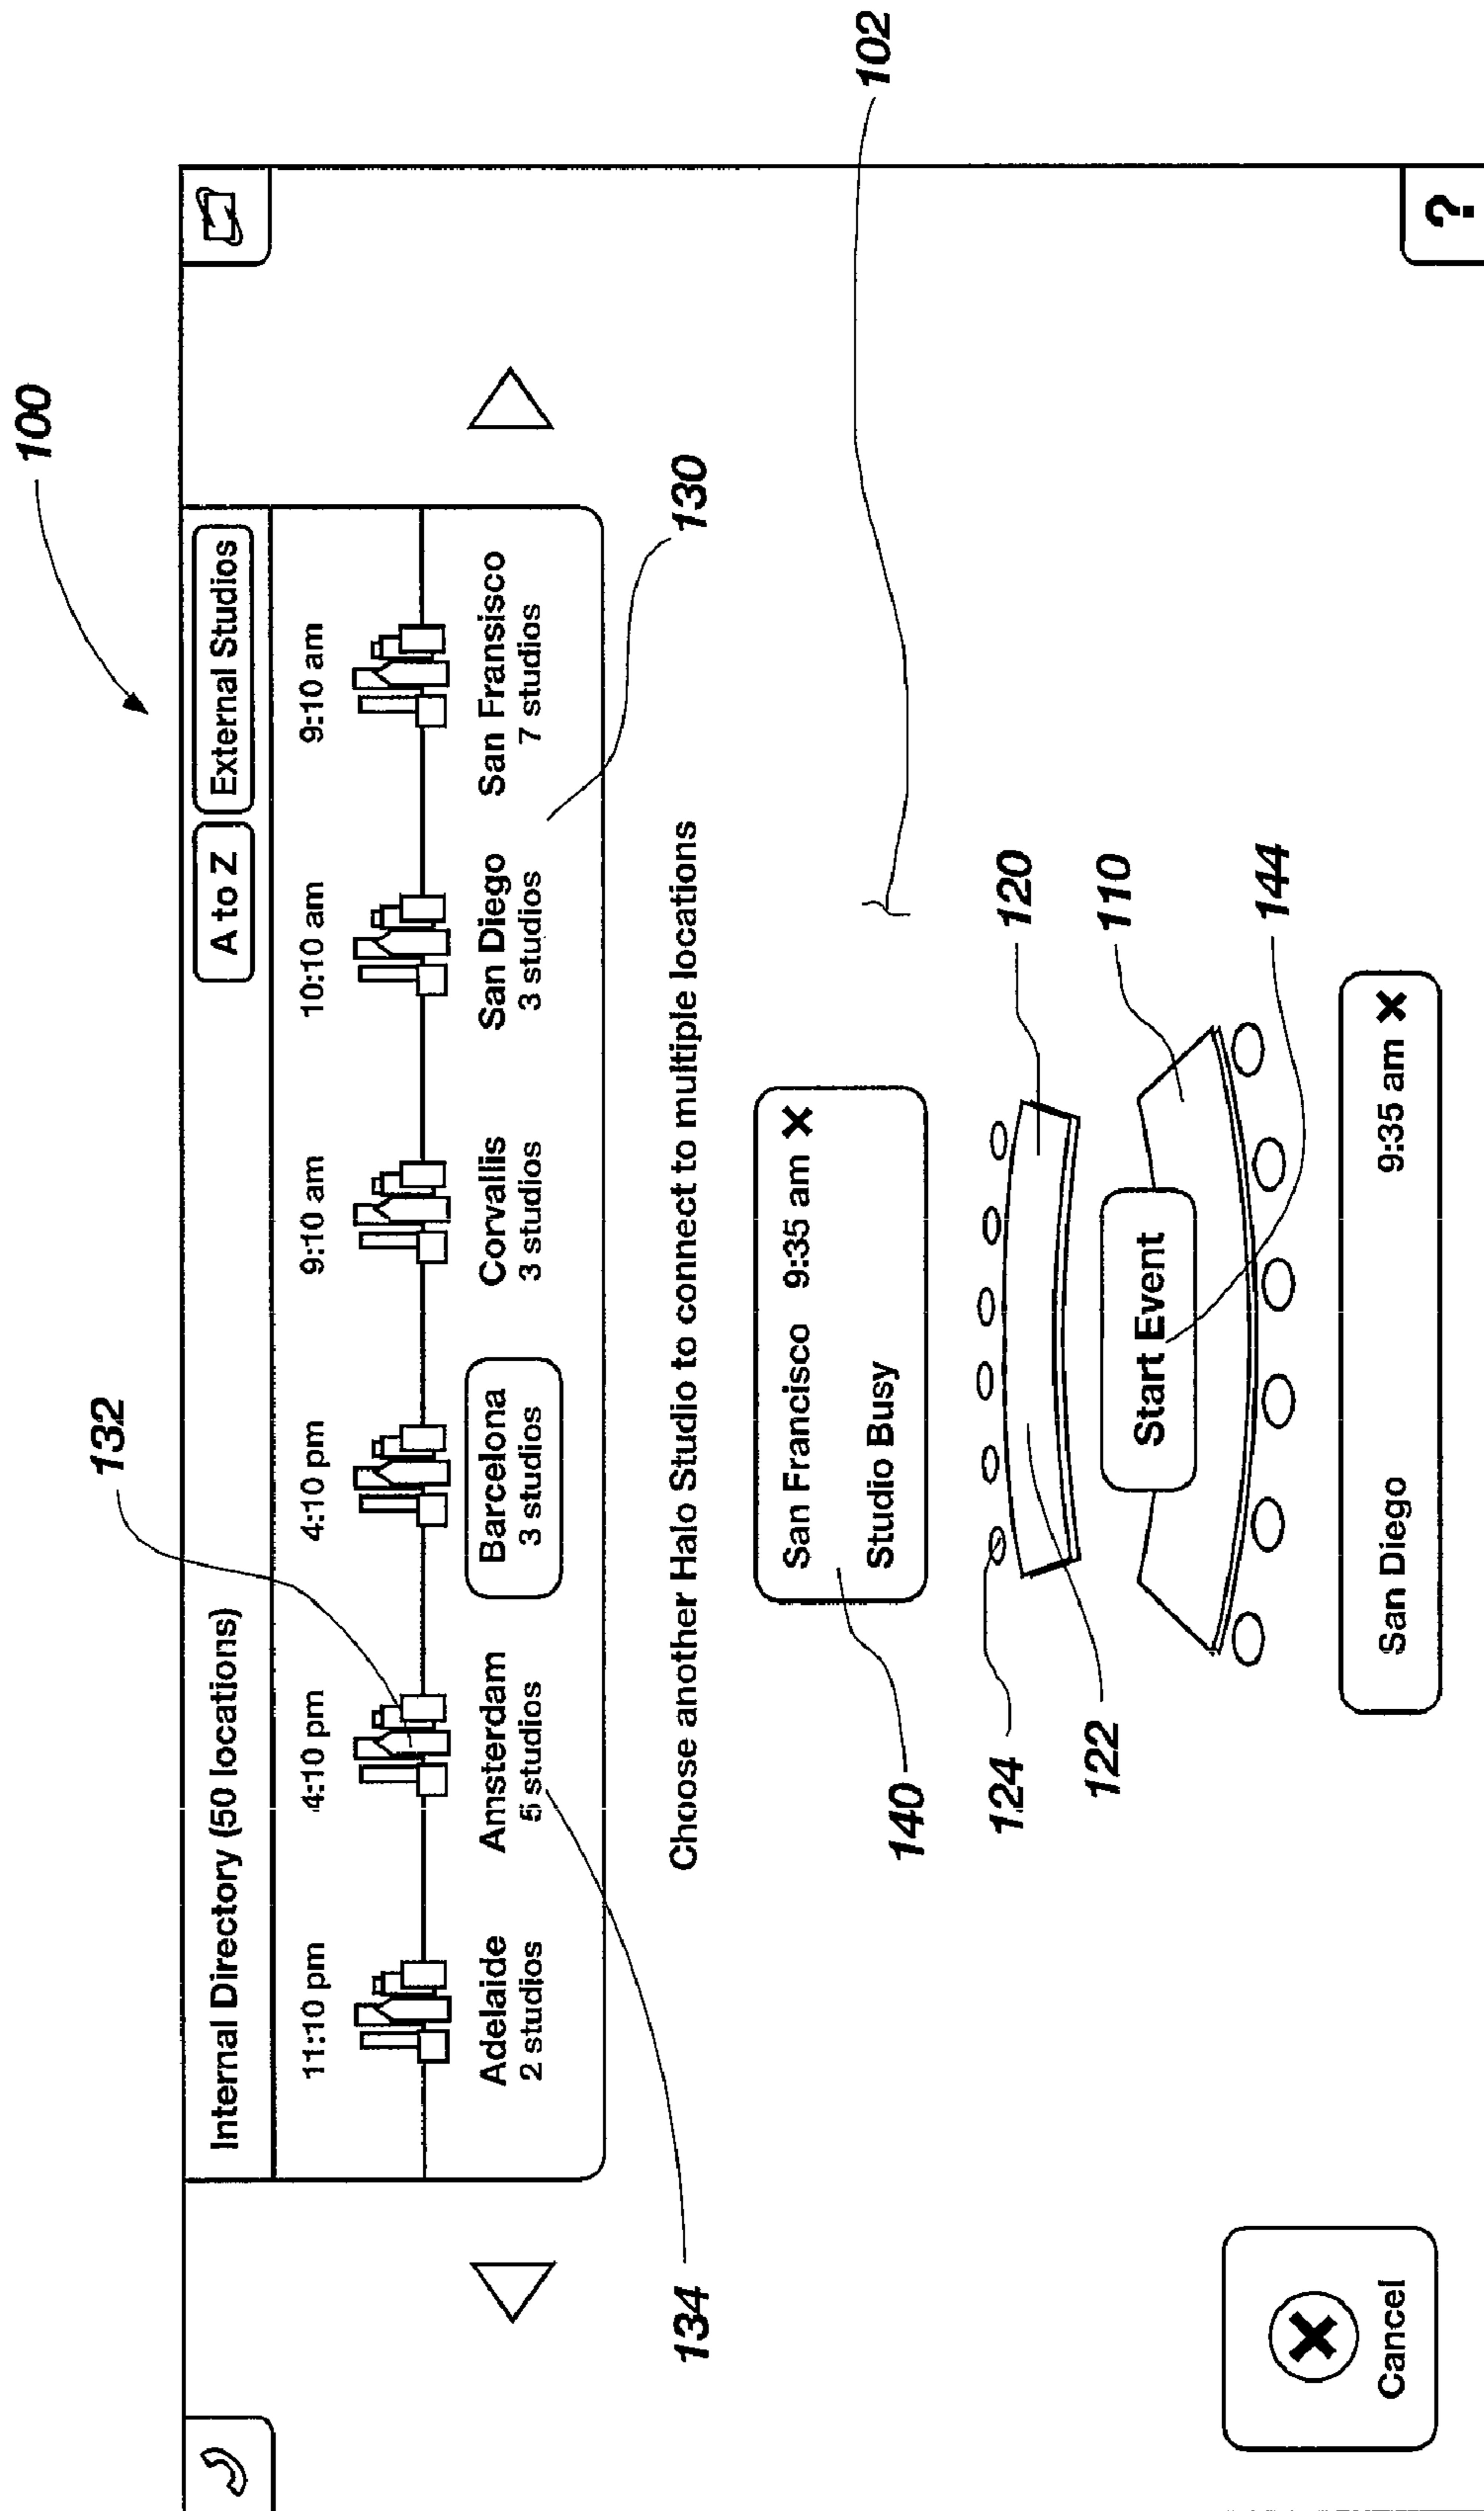 100
132
Internal Directory (50 locations) A to Z External Studios
11:10 pm 4:10 pm 4:10 pm 9:10 am 10:10 am 9:10 am
Adelaide Amsterdam Barcelona Corvallis San Diego San Fransisco
2 studios 5 studios 3 studios 3 studios 3 studios 7 studios
134 130
Choose another Halo Studio to connect to multiple locations
San Francisco 9:35 am
Studio Busy
102
140
124
120
122
110
Start Event
144
San Diego 9:35 am
Cancel
?